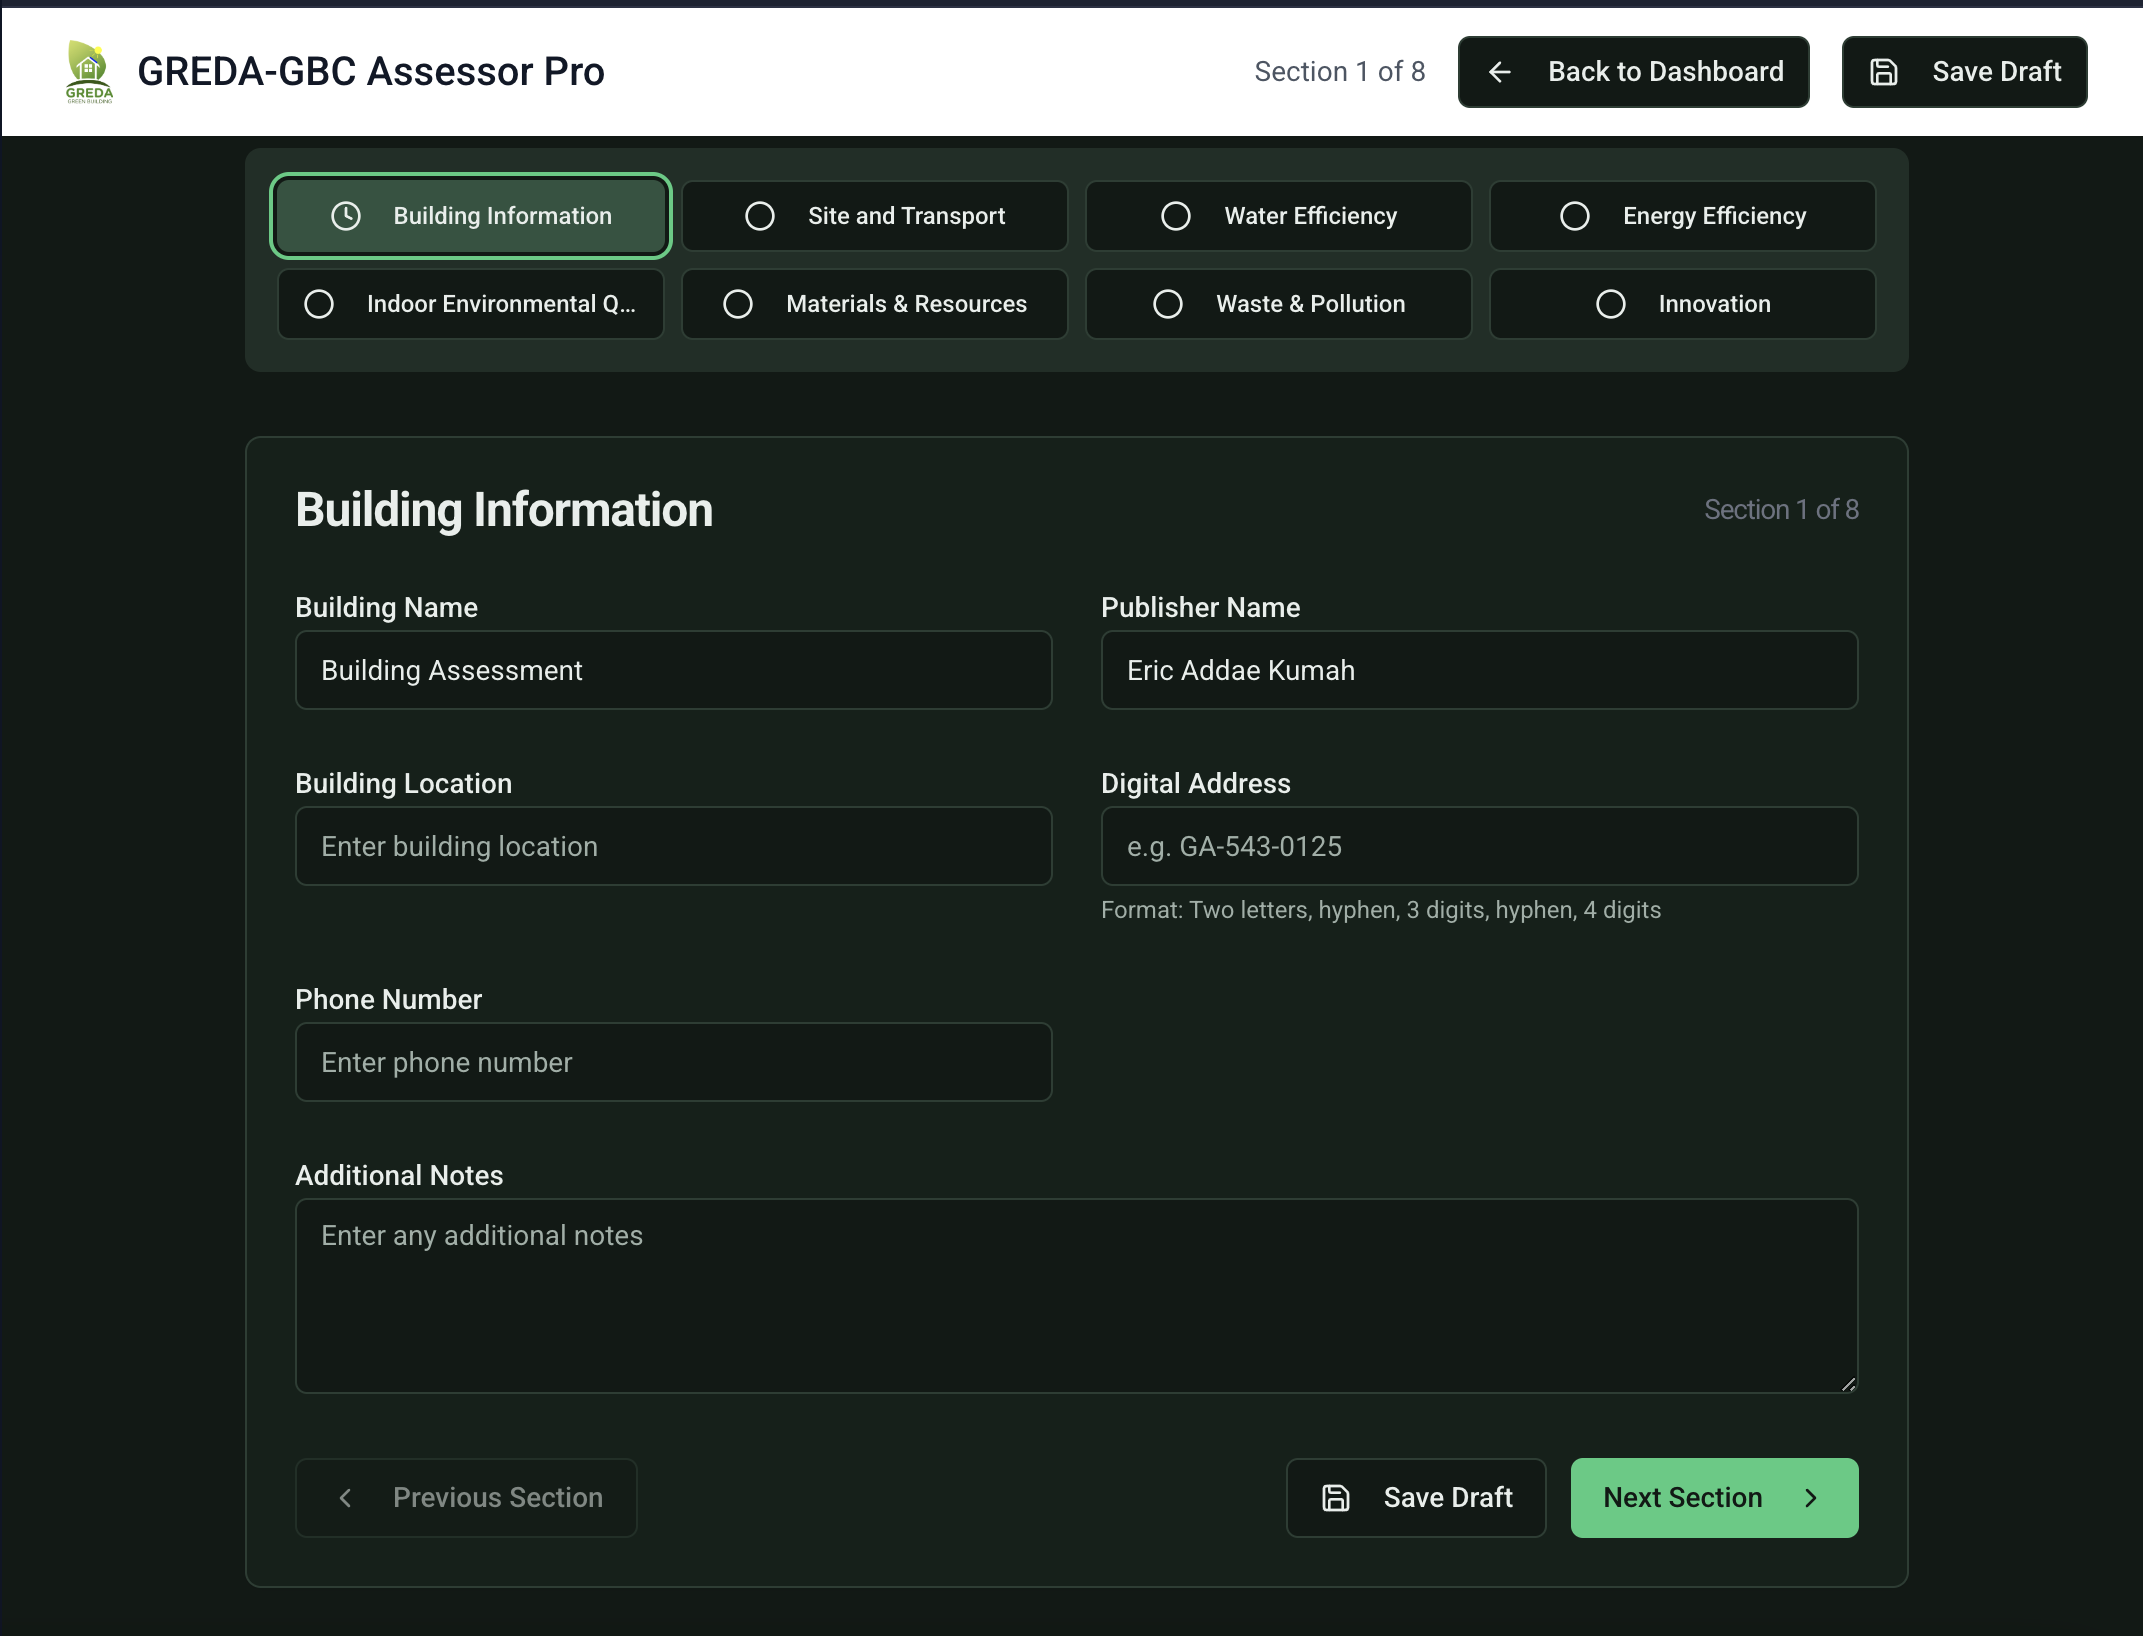 GREDA
GREEN BUILDING
GREDA-GBC Assessor Pro
Section 1 of 8
Back to Dashboard
Save Draft
Building Information
Site and Transport
Water Efficiency
Energy Efficiency
Indoor Environmental Q...
Materials & Resources
Waste & Pollution
Innovation
Building Information
Section 1 of 8
Building Name
Publisher Name
Building Assessment
Eric Addae Kumah
Building Location
Digital Address
Enter building location
e.g. GA-543-0125
Format: Two letters, hyphen, 3 digits, hyphen, 4 digits
Phone Number
Enter phone number
Additional Notes
Enter any additional notes
Previous Section
Save Draft
Next Section